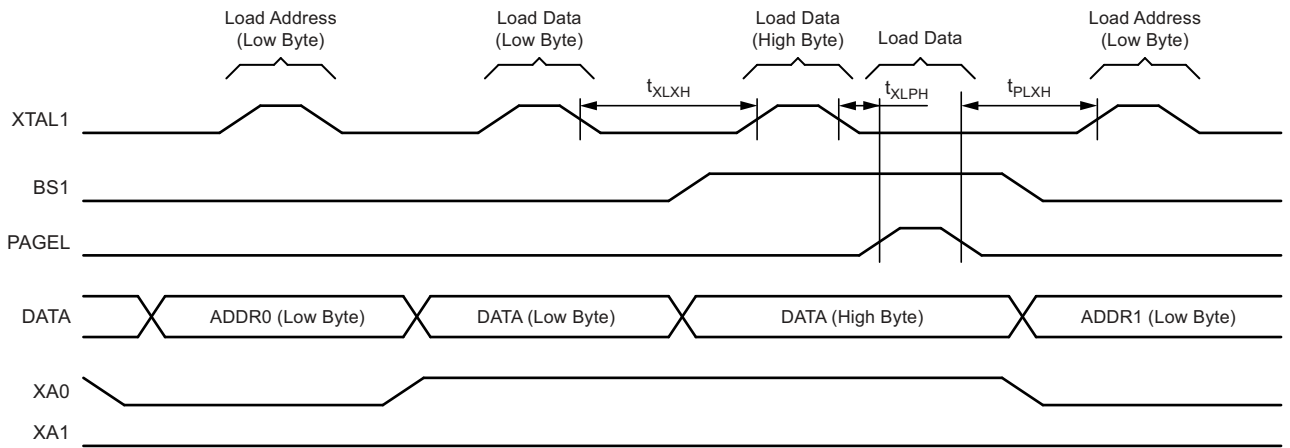 Load Address
(Low Byte)
Load Data
(Low Byte)
Load Data
(High Byte)
Load Data
Load Address
(Low Byte)
tXLXH
tXLPH
tPLXH
XTAL1
BS1
PAGEL
DATA
ADDR0 (Low Byte)
DATA (Low Byte)
DATA (High Byte)
ADDR1 (Low Byte)
XA0
XA1